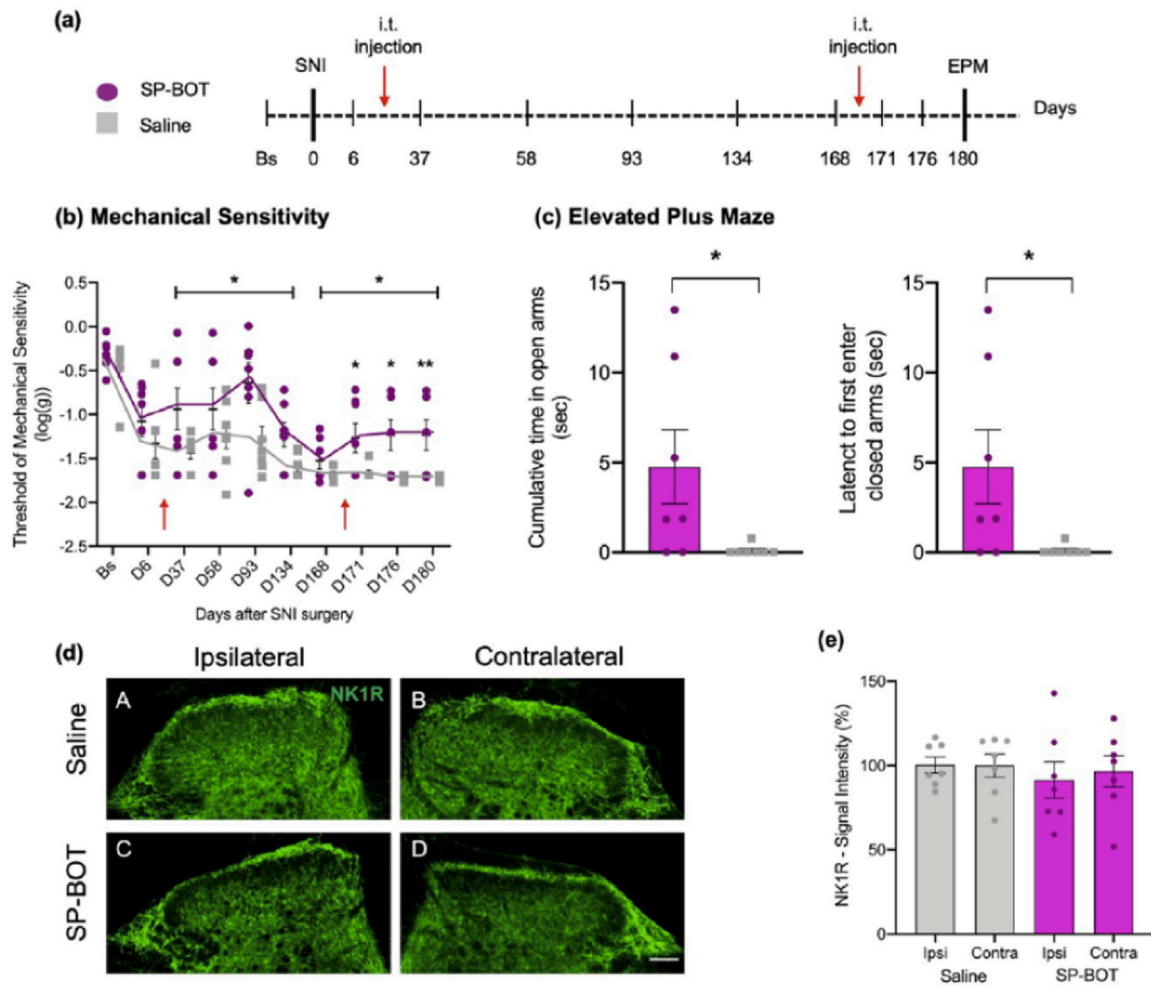 (a)
i.t.
injection
i.t.
injection
SNI
EPM
SP-BOT
Saline
Days
Bs 0 6 37 58 93 134 168 171 176 180
(b) Mechanical Sensitivity
Threshold of Mechanical Sensitivity
(log(g))
0.5
0.0
-0.5
-1.0
-1.5
-2.0
-2.5
* *
* * **
Bs D6 D37 D58 D93 D134 D168 D171 D176 D180
Days after SNI surgery
(c) Elevated Plus Maze
Cumulative time in open arms
(sec)
15
10
5
0
*
Latenct to first enter
closed arms (sec)
15
10
5
0
*
(d)
Ipsilateral Contralateral
Saline
SP-BOT
A NK1R
B
C
D
(e)
NK1R - Signal Intensity (%)
150
100
50
0
Ipsi Contra Ipsi Contra
Saline SP-BOT